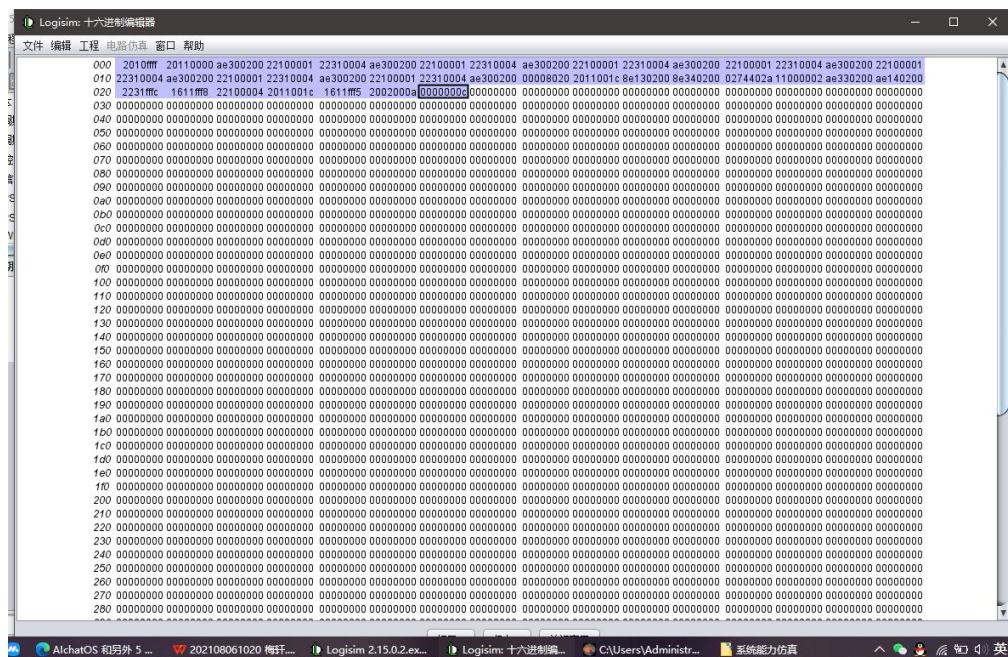 Logisim: 十六进制编辑器
文件 编辑 工程 电路仿真 窗口 帮助
000 2010ffff 20110000 ae300200 22100001 22310004 ae300200 22100001 22310004 ae300200 22100001 22310004 ae300200 22100001 22310004 ae300200 22100001
010 22310004 ae300200 22100001 22310004 ae300200 22100001 22310004 ae300200 00008020 2011001c 8e130200 8e340200 0274402a 11000002 ae330200 ae140200
020 2231fffc 1611fff8 22100004 2011001c 1611fff5 2002000a 0000000c 00000000 00000000 00000000 00000000 00000000 00000000 00000000 00000000 00000000
030 00000000 00000000 00000000 00000000 00000000 00000000 00000000 00000000 00000000 00000000 00000000 00000000 00000000 00000000 00000000 00000000
040 00000000 00000000 00000000 00000000 00000000 00000000 00000000 00000000 00000000 00000000 00000000 00000000 00000000 00000000 00000000 00000000
050 00000000 00000000 00000000 00000000 00000000 00000000 00000000 00000000 00000000 00000000 00000000 00000000 00000000 00000000 00000000 00000000
060 00000000 00000000 00000000 00000000 00000000 00000000 00000000 00000000 00000000 00000000 00000000 00000000 00000000 00000000 00000000 00000000
070 00000000 00000000 00000000 00000000 00000000 00000000 00000000 00000000 00000000 00000000 00000000 00000000 00000000 00000000 00000000 00000000
080 00000000 00000000 00000000 00000000 00000000 00000000 00000000 00000000 00000000 00000000 00000000 00000000 00000000 00000000 00000000 00000000
090 00000000 00000000 00000000 00000000 00000000 00000000 00000000 00000000 00000000 00000000 00000000 00000000 00000000 00000000 00000000 00000000
0a0 00000000 00000000 00000000 00000000 00000000 00000000 00000000 00000000 00000000 00000000 00000000 00000000 00000000 00000000 00000000 00000000
0b0 00000000 00000000 00000000 00000000 00000000 00000000 00000000 00000000 00000000 00000000 00000000 00000000 00000000 00000000 00000000 00000000
0c0 00000000 00000000 00000000 00000000 00000000 00000000 00000000 00000000 00000000 00000000 00000000 00000000 00000000 00000000 00000000 00000000
0d0 00000000 00000000 00000000 00000000 00000000 00000000 00000000 00000000 00000000 00000000 00000000 00000000 00000000 00000000 00000000 00000000
0e0 00000000 00000000 00000000 00000000 00000000 00000000 00000000 00000000 00000000 00000000 00000000 00000000 00000000 00000000 00000000 00000000
0f0 00000000 00000000 00000000 00000000 00000000 00000000 00000000 00000000 00000000 00000000 00000000 00000000 00000000 00000000 00000000 00000000
100 00000000 00000000 00000000 00000000 00000000 00000000 00000000 00000000 00000000 00000000 00000000 00000000 00000000 00000000 00000000 00000000
110 00000000 00000000 00000000 00000000 00000000 00000000 00000000 00000000 00000000 00000000 00000000 00000000 00000000 00000000 00000000 00000000
120 00000000 00000000 00000000 00000000 00000000 00000000 00000000 00000000 00000000 00000000 00000000 00000000 00000000 00000000 00000000 00000000
130 00000000 00000000 00000000 00000000 00000000 00000000 00000000 00000000 00000000 00000000 00000000 00000000 00000000 00000000 00000000 00000000
140 00000000 00000000 00000000 00000000 00000000 00000000 00000000 00000000 00000000 00000000 00000000 00000000 00000000 00000000 00000000 00000000
150 00000000 00000000 00000000 00000000 00000000 00000000 00000000 00000000 00000000 00000000 00000000 00000000 00000000 00000000 00000000 00000000
160 00000000 00000000 00000000 00000000 00000000 00000000 00000000 00000000 00000000 00000000 00000000 00000000 00000000 00000000 00000000 00000000
170 00000000 00000000 00000000 00000000 00000000 00000000 00000000 00000000 00000000 00000000 00000000 00000000 00000000 00000000 00000000 00000000
180 00000000 00000000 00000000 00000000 00000000 00000000 00000000 00000000 00000000 00000000 00000000 00000000 00000000 00000000 00000000 00000000
190 00000000 00000000 00000000 00000000 00000000 00000000 00000000 00000000 00000000 00000000 00000000 00000000 00000000 00000000 00000000 00000000
1a0 00000000 00000000 00000000 00000000 00000000 00000000 00000000 00000000 00000000 00000000 00000000 00000000 00000000 00000000 00000000 00000000
1b0 00000000 00000000 00000000 00000000 00000000 00000000 00000000 00000000 00000000 00000000 00000000 00000000 00000000 00000000 00000000 00000000
1c0 00000000 00000000 00000000 00000000 00000000 00000000 00000000 00000000 00000000 00000000 00000000 00000000 00000000 00000000 00000000 00000000
1d0 00000000 00000000 00000000 00000000 00000000 00000000 00000000 00000000 00000000 00000000 00000000 00000000 00000000 00000000 00000000 00000000
1e0 00000000 00000000 00000000 00000000 00000000 00000000 00000000 00000000 00000000 00000000 00000000 00000000 00000000 00000000 00000000 00000000
1f0 00000000 00000000 00000000 00000000 00000000 00000000 00000000 00000000 00000000 00000000 00000000 00000000 00000000 00000000 00000000 00000000
200 00000000 00000000 00000000 00000000 00000000 00000000 00000000 00000000 00000000 00000000 00000000 00000000 00000000 00000000 00000000 00000000
210 00000000 00000000 00000000 00000000 00000000 00000000 00000000 00000000 00000000 00000000 00000000 00000000 00000000 00000000 00000000 00000000
220 00000000 00000000 00000000 00000000 00000000 00000000 00000000 00000000 00000000 00000000 00000000 00000000 00000000 00000000 00000000 00000000
230 00000000 00000000 00000000 00000000 00000000 00000000 00000000 00000000 00000000 00000000 00000000 00000000 00000000 00000000 00000000 00000000
240 00000000 00000000 00000000 00000000 00000000 00000000 00000000 00000000 00000000 00000000 00000000 00000000 00000000 00000000 00000000 00000000
250 00000000 00000000 00000000 00000000 00000000 00000000 00000000 00000000 00000000 00000000 00000000 00000000 00000000 00000000 00000000 00000000
260 00000000 00000000 00000000 00000000 00000000 00000000 00000000 00000000 00000000 00000000 00000000 00000000 00000000 00000000 00000000 00000000
270 00000000 00000000 00000000 00000000 00000000 00000000 00000000 00000000 00000000 00000000 00000000 00000000 00000000 00000000 00000000 00000000
280 00000000 00000000 00000000 00000000 00000000 00000000 00000000 00000000 00000000 00000000 00000000 00000000 00000000 00000000 00000000 00000000
AIchatOS 和另外 5 ... 202108061020 梅轩.... Logisim 2.15.0.2.ex... Logisim: 十六进制编... C:\Users\Administr... 系统能力仿真 英